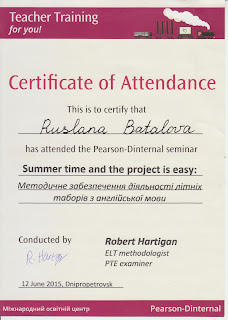 Teacher Training
for you!
Certificate of Attendance
This is to certify that
Ruslana Batalova
has attended the Pearson-Dinternal seminar
Summer time and the project is easy:
Методичне забезпечення діяльності літніх
таборів з англійської мови
Conducted by
Robert Hartigan
R. Hartigan
ELT methodologist
PTE examiner
12 June 2015, Dnipropetrovsk
Міжнародний освітній центр
Pearson-Dinternal